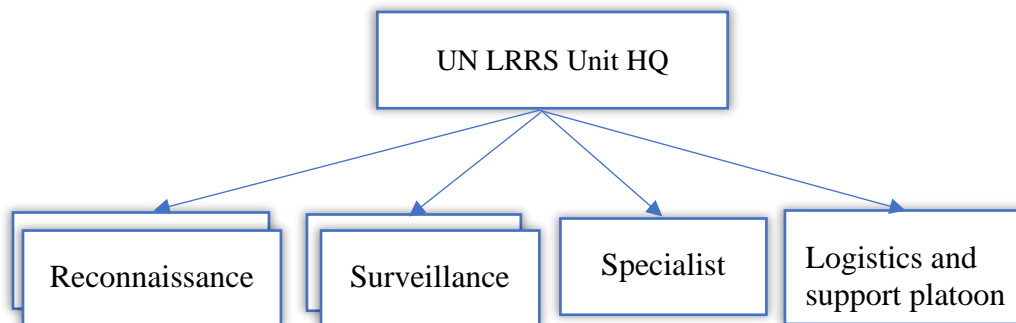 UN LRRS Unit HQ
Reconnaissance
Surveillance
Specialist
Logistics and
support platoon